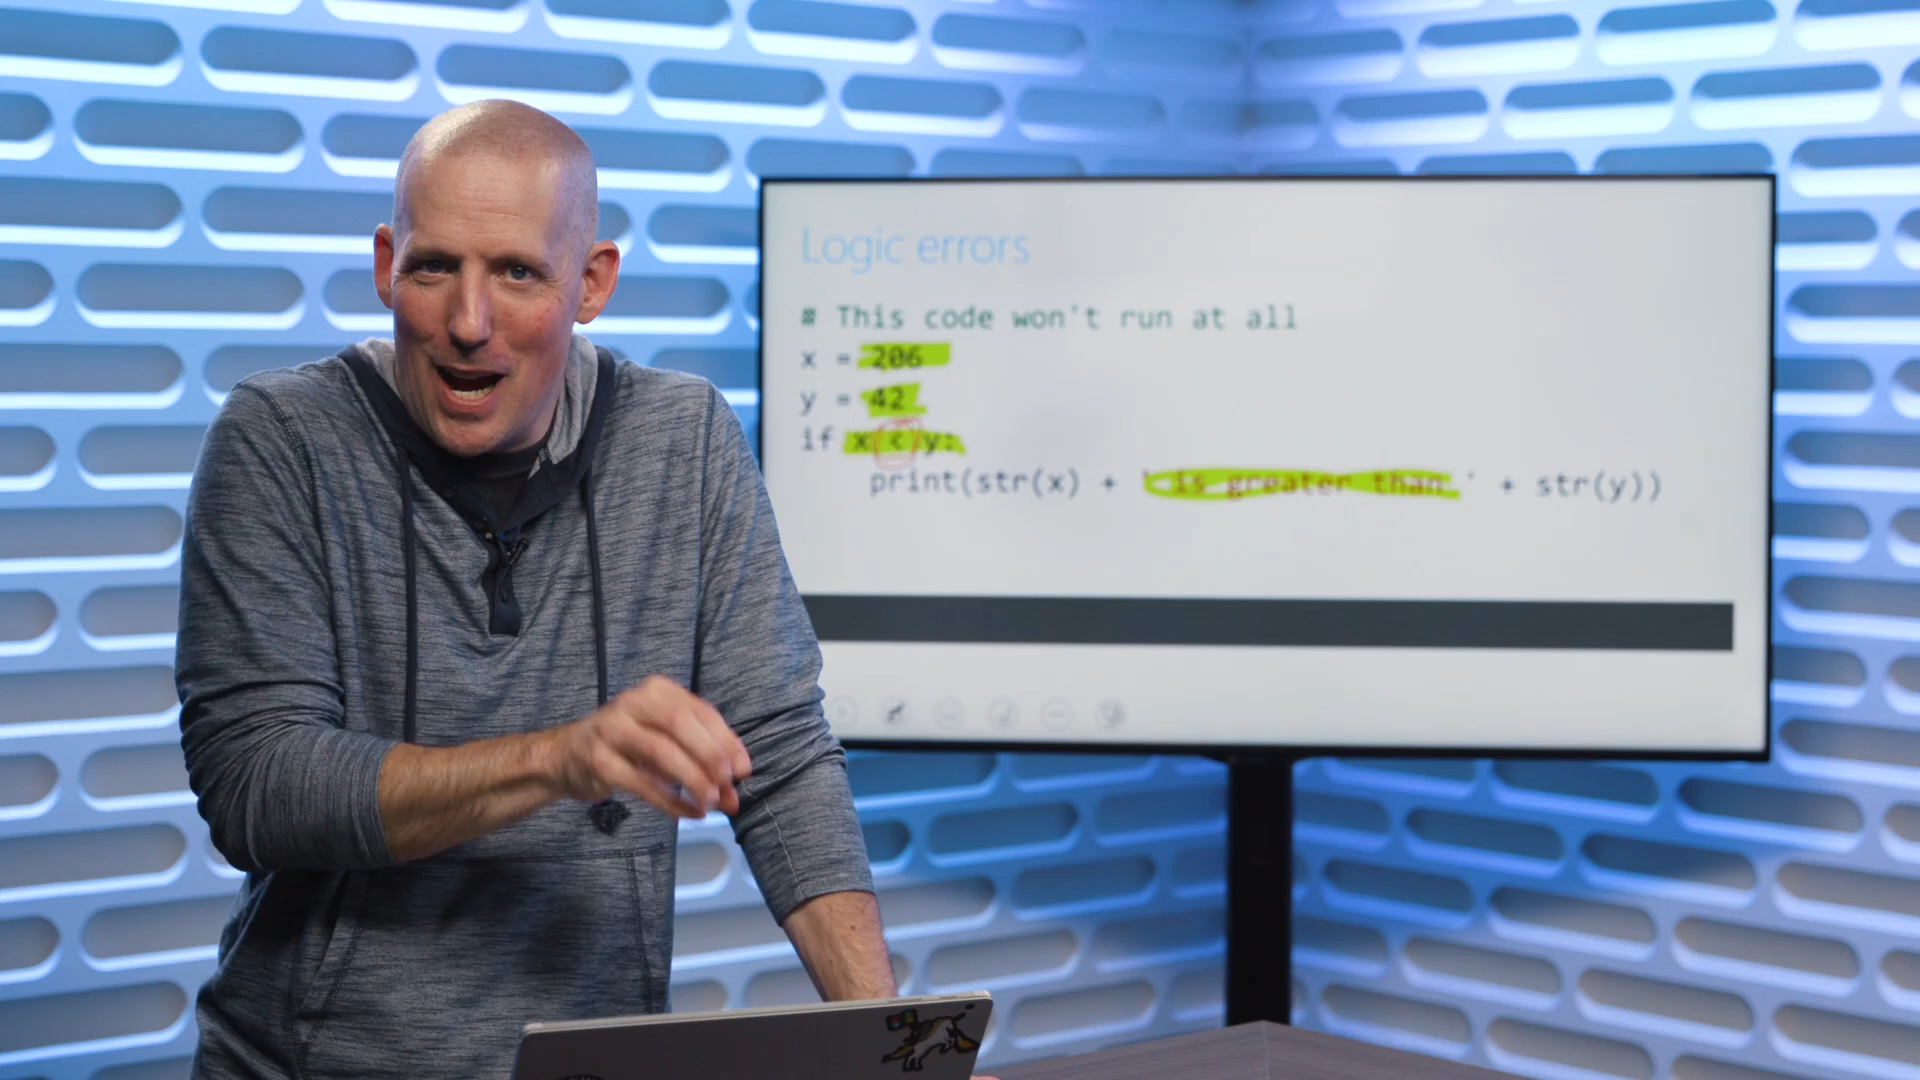 Logic errors
# This code won't run at all
x = 206
y = 42
if x < y:
print(str(x) + ' is greater than ' + str(y))